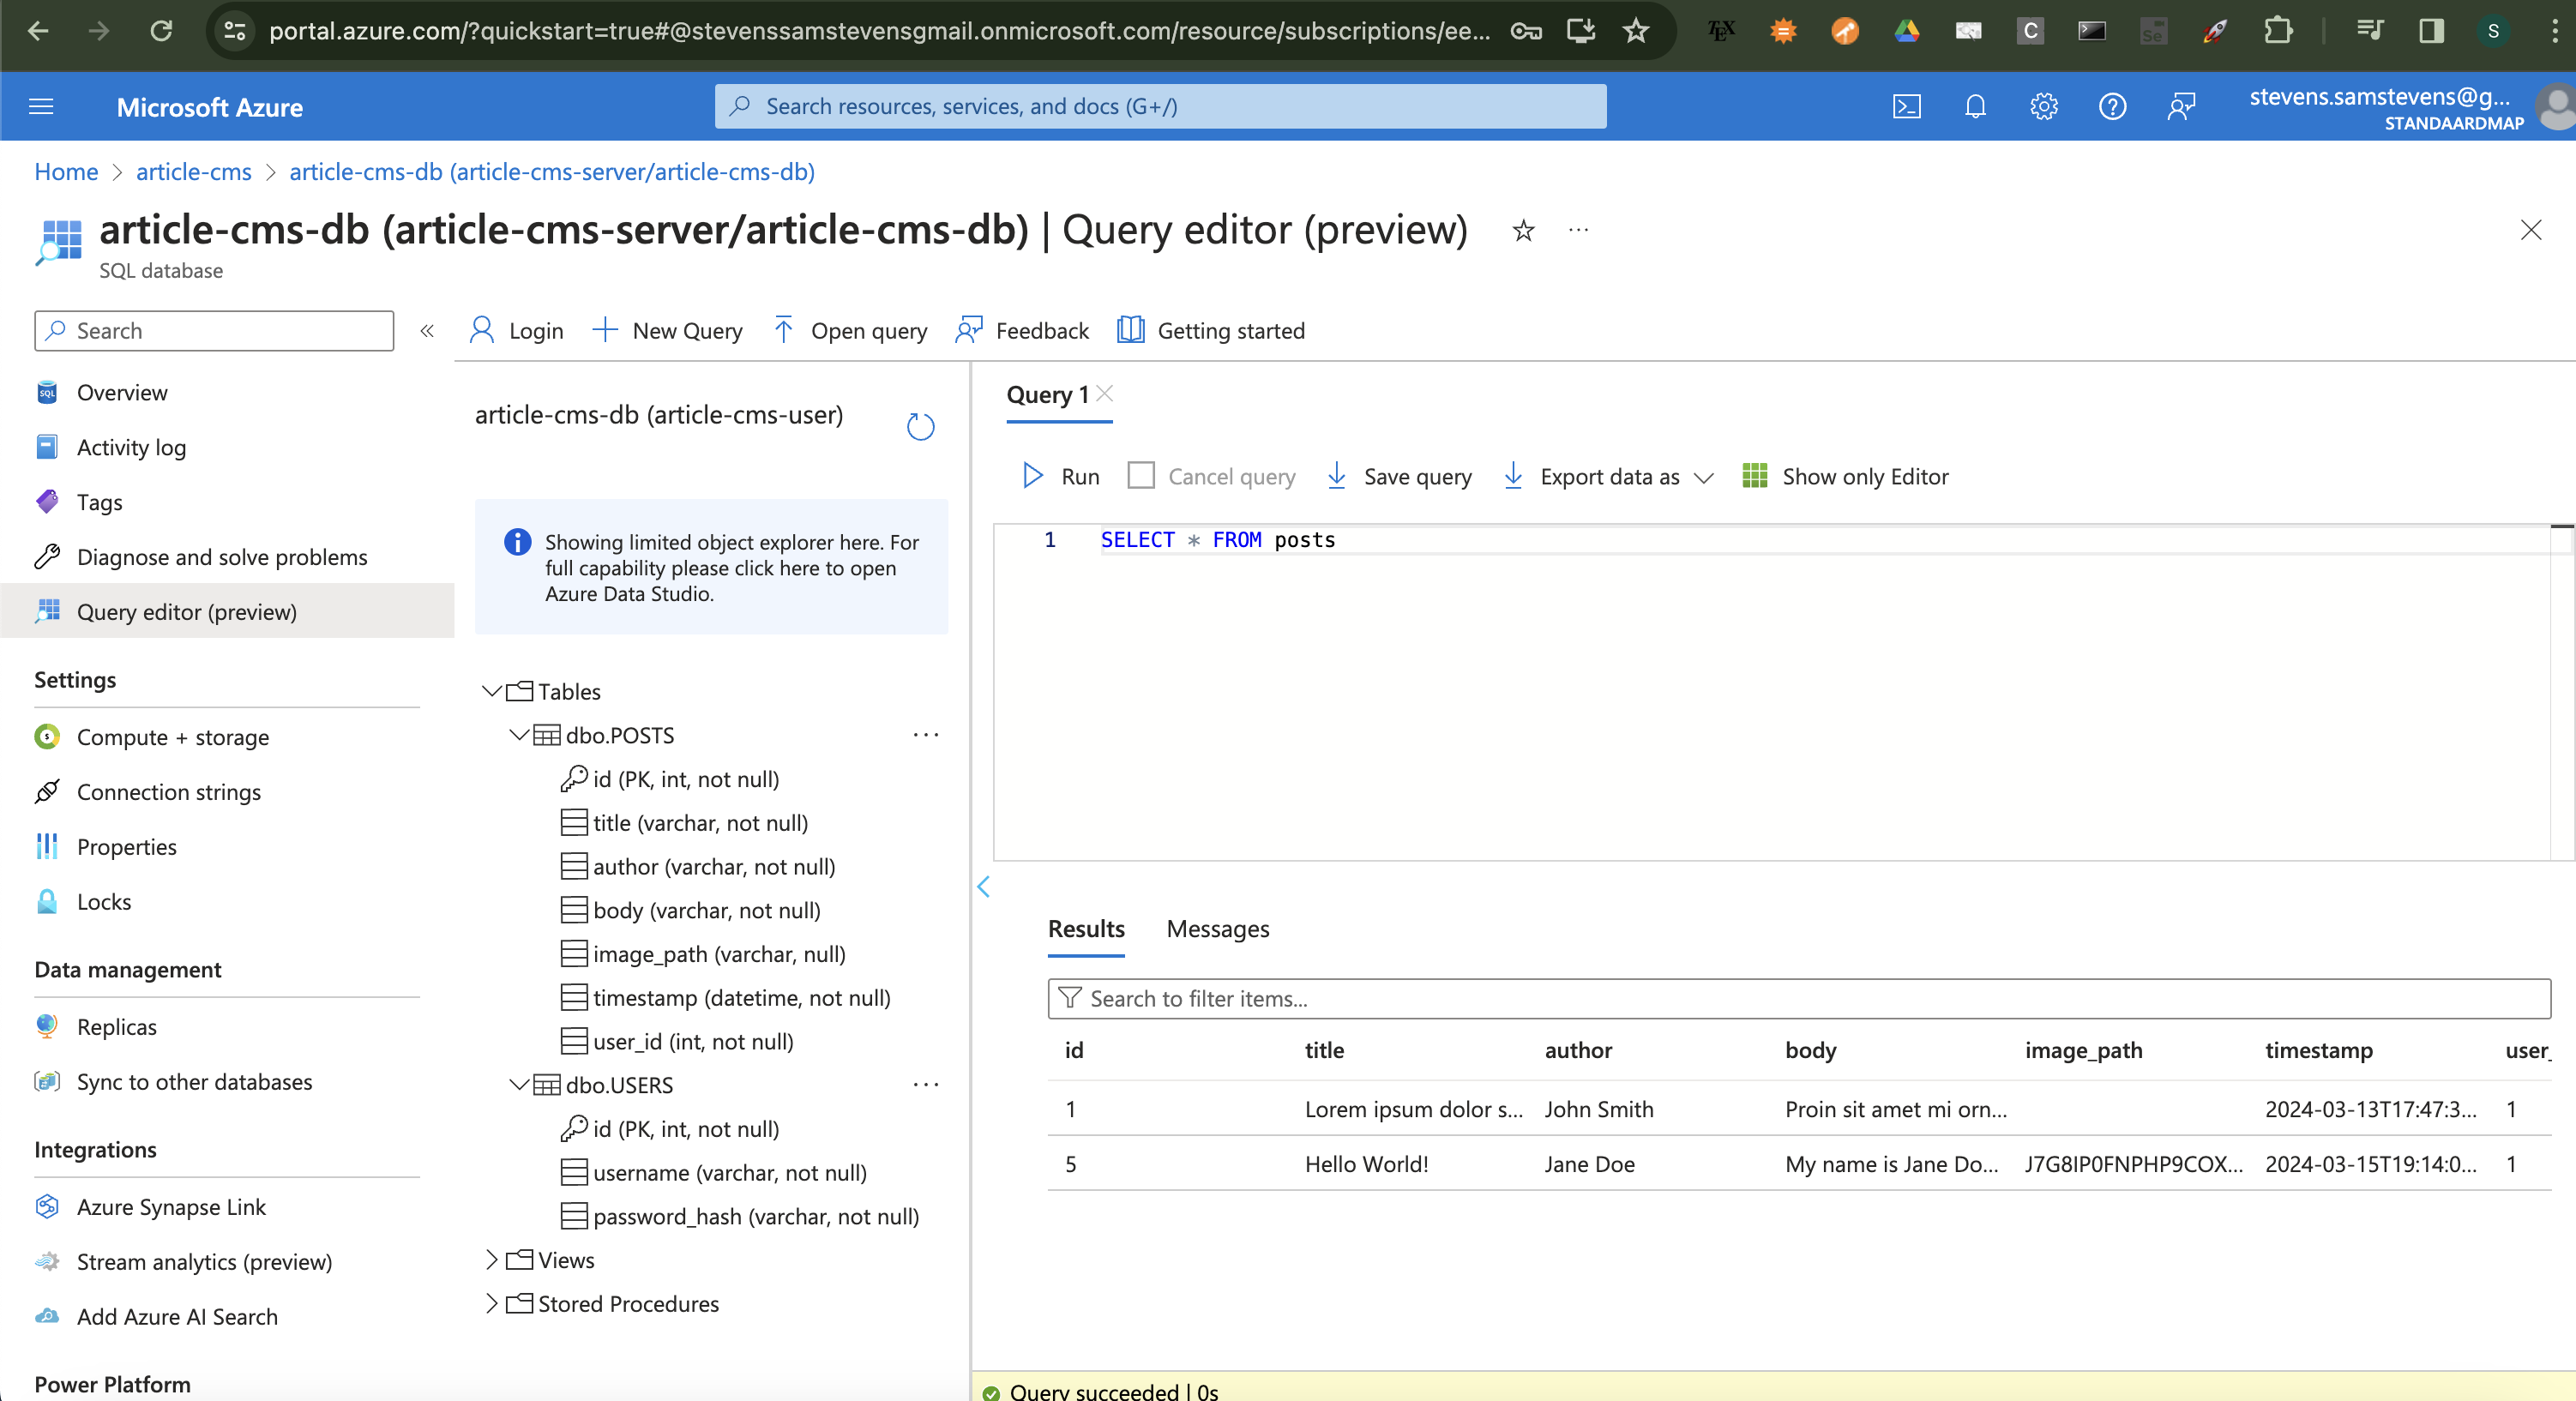 portal.azure.com/?quickstart=true#@stevenssamstevensgmail.onmicrosoft.com/resource/subscriptions/ee...
TEX
C
Se
S
Microsoft Azure
Search resources, services, and docs (G+/)
stevens.samstevens@g...
STANDAARDMAP
Home > article-cms > article-cms-db (article-cms-server/article-cms-db)
article-cms-db (article-cms-server/article-cms-db) | Query editor (preview)
SQL database
Search
Overview
Activity log
Tags
Diagnose and solve problems
Query editor (preview)
Settings
Compute + storage
Connection strings
Properties
Locks
Data management
Replicas
Sync to other databases
Integrations
Azure Synapse Link
Stream analytics (preview)
Add Azure AI Search
Power Platform
Login New Query Open query Feedback Getting started
article-cms-db (article-cms-user)
Showing limited object explorer here. For
full capability please click here to open
Azure Data Studio.
Tables
dbo.POSTS
id (PK, int, not null)
title (varchar, not null)
author (varchar, not null)
body (varchar, not null)
image_path (varchar, null)
timestamp (datetime, not null)
user_id (int, not null)
dbo.USERS
id (PK, int, not null)
username (varchar, not null)
password_hash (varchar, not null)
Views
Stored Procedures
Query 1
Run Cancel query Save query Export data as Show only Editor
1 SELECT * FROM posts
Results Messages
Search to filter items...
id title author body image_path timestamp user_
1 Lorem ipsum dolor s... John Smith Proin sit amet mi orn... 2024-03-13T17:47:3... 1
5 Hello World! Jane Doe My name is Jane Do... J7G8IP0FNPHP9COX... 2024-03-15T19:14:0... 1
Query succeeded | 0s